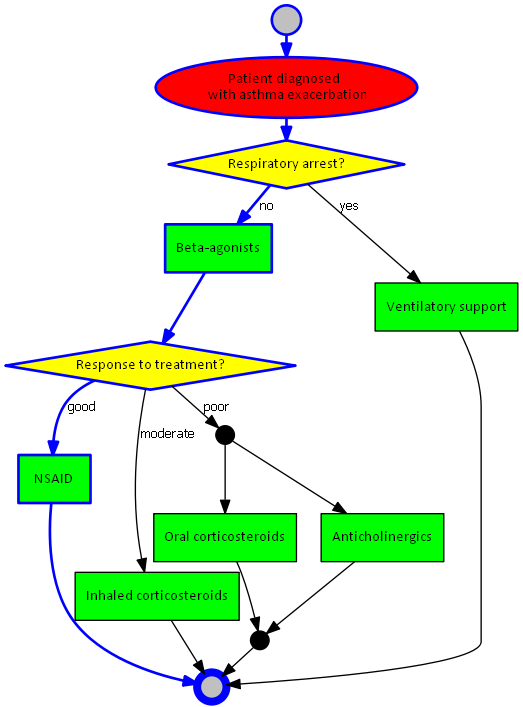 Patient diagnosed
with asthma exacerbation
Respiratory arrest?
no
yes
Beta-agonists
Ventilatory support
Response to treatment?
good
moderate
poor
NSAID
Oral corticosteroids
Anticholinergics
Inhaled corticosteroids